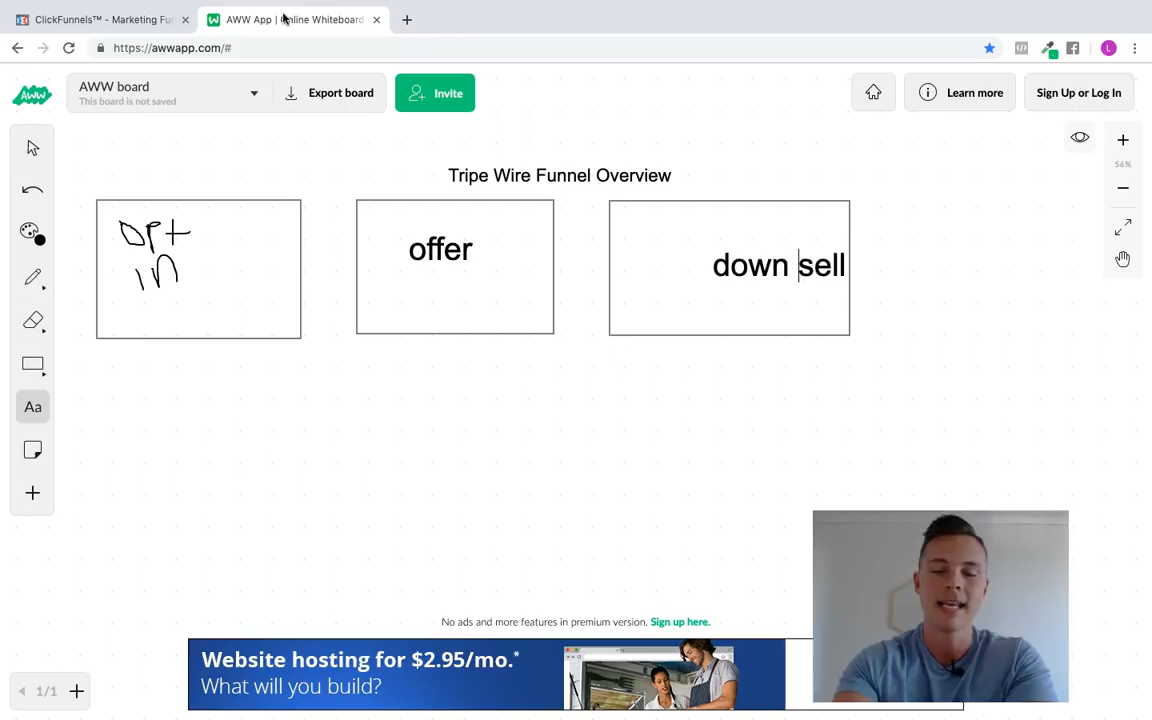 ClickFunnels™ - Marketing Fu
AWW App | Online Whiteboard
https://awwapp.com/#
AWW
AWW board
This board is not saved
Export board
Invite
Learn more
Sign Up or Log In
56%
Tripe Wire Funnel Overview
opt
in
offer
down sell
Aa
No ads and more features in premium version. Sign up here.
Website hosting for $2.95/mo.*
What will you build?
1/1